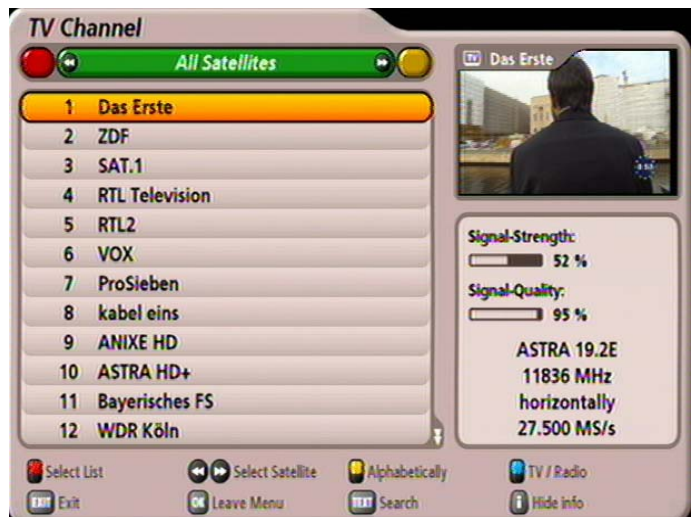 TV Channel
All Satellites
1 Das Erste
2 ZDF
3 SAT.1
4 RTL Television
5 RTL2
6 VOX
7 ProSieben
8 kabel eins
9 ANIXE HD
10 ASTRA HD+
11 Bayerisches FS
12 WDR Köln
TV Das Erste
Signal-Strength:
52 %
Signal-Quality:
95 %
ASTRA 19.2E
11836 MHz
horizontally
27.500 MS/s
Select List
Select Satellite
Alphabetically
TV / Radio
EXIT Exit
OK Leave Menu
TEXT Search
i Hide info